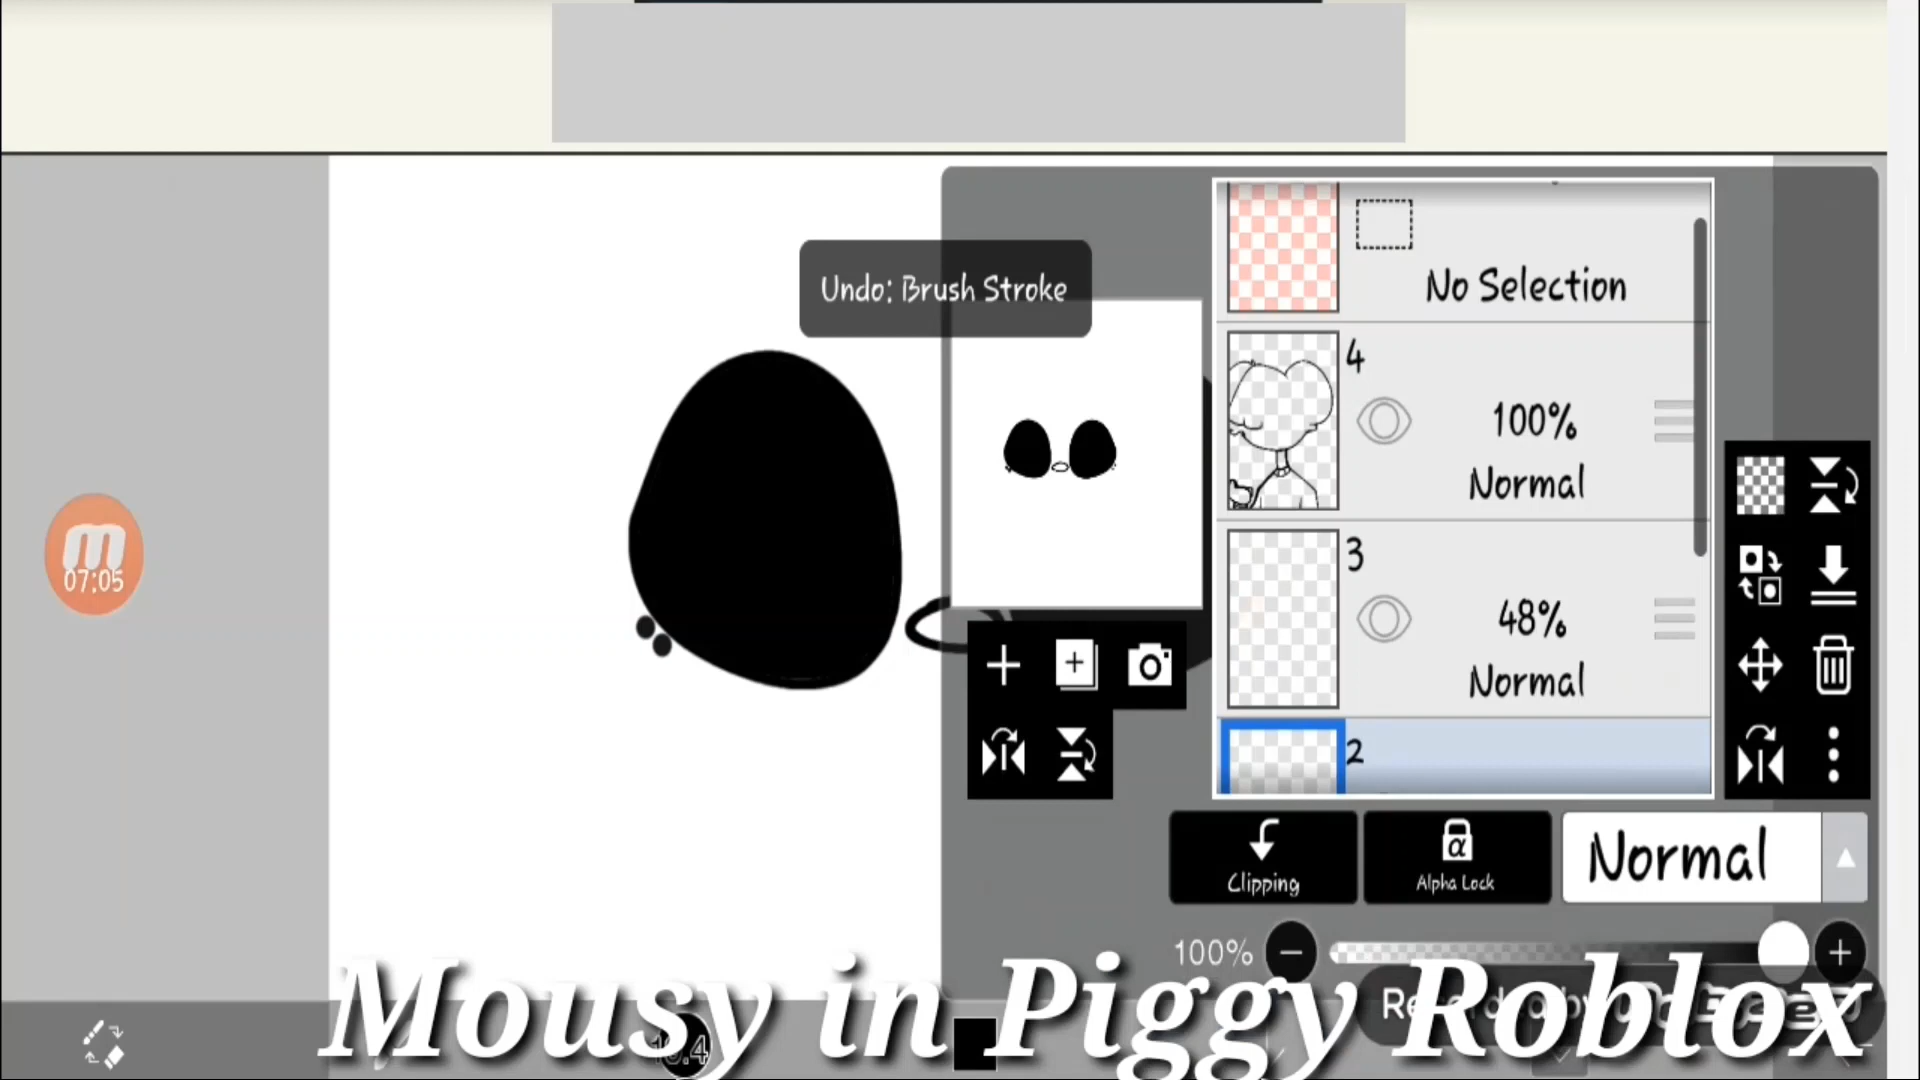 Undo: Brush Stroke
No Selection
4
100%
Normal
3
48%
Normal
2
m
07:05
Clipping
α
Alpha Lock
Normal
100%
Mousy in Piggy Roblox